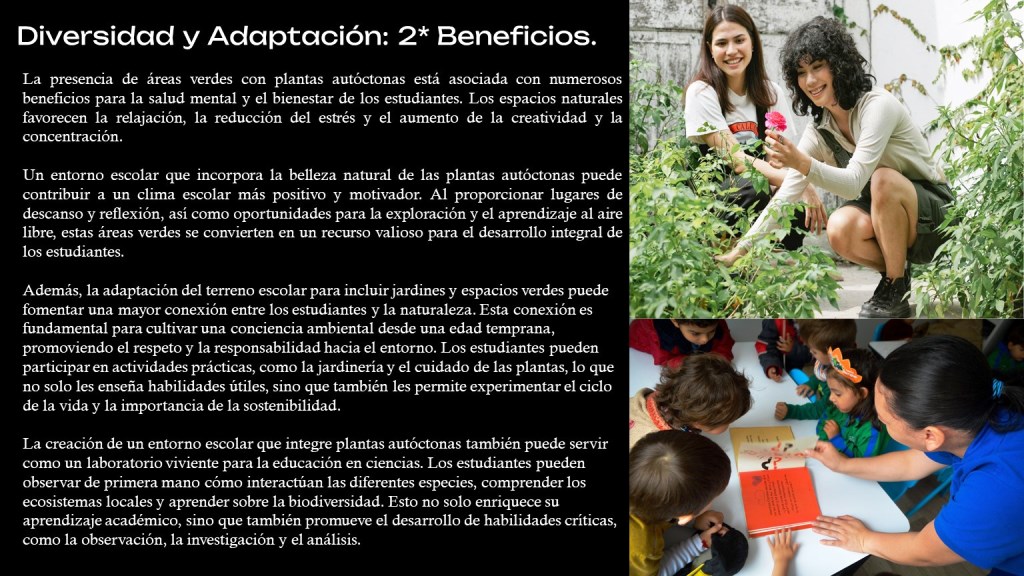 Diversidad y Adaptación: 2* Beneficios.
La presencia de áreas verdes con plantas autóctonas está asociada con numerosos
beneficios para la salud mental y el bienestar de los estudiantes. Los espacios naturales
favorecen la relajación, la reducción del estrés y el aumento de la creatividad y la
concentración.
Un entorno escolar que incorpora la belleza natural de las plantas autóctonas puede
contribuir a un clima escolar más positivo y motivador. Al proporcionar lugares de
descanso y reflexión, así como oportunidades para la exploración y el aprendizaje al aire
libre, estas áreas verdes se convierten en un recurso valioso para el desarrollo integral de
los estudiantes.
Además, la adaptación del terreno escolar para incluir jardines y espacios verdes puede
fomentar una mayor conexión entre los estudiantes y la naturaleza. Esta conexión es
fundamental para cultivar una conciencia ambiental desde una edad temprana,
promoviendo el respeto y la responsabilidad hacia el entorno. Los estudiantes pueden
participar en actividades prácticas, como la jardinería y el cuidado de las plantas, lo que
no solo les enseña habilidades útiles, sino que también les permite experimentar el ciclo
de la vida y la importancia de la sostenibilidad.
La creación de un entorno escolar que integre plantas autóctonas también puede servir
como un laboratorio viviente para la educación en ciencias. Los estudiantes pueden
observar de primera mano cómo interactúan las diferentes especies, comprender los
ecosistemas locales y aprender sobre la biodiversidad. Esto no solo enriquece su
aprendizaje académico, sino que también promueve el desarrollo de habilidades críticas,
como la observación, la investigación y el análisis.